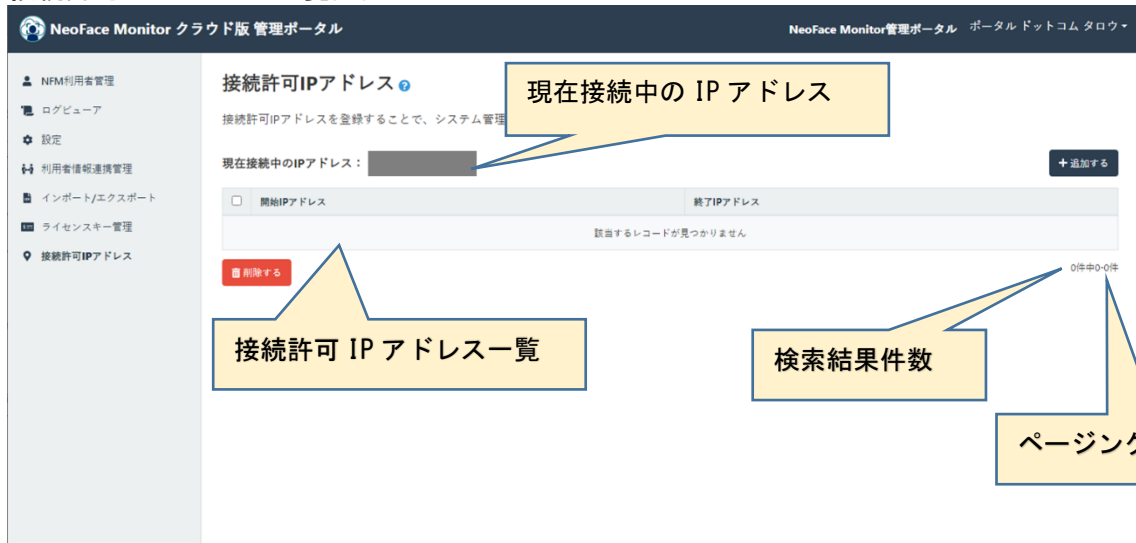 NeoFace Monitor クラウド版 管理ポータル
NeoFace Monitor管理ポータル ポータル ドットコム タロウ
NFM利用者管理
ログビューア
設定
利用者情報連携管理
インポート/エクスポート
ライセンスキー管理
接続許可IPアドレス
接続許可IPアドレス
現在接続中の IP アドレス
接続許可IPアドレスを登録することで、システム管理
現在接続中のIPアドレス：
+ 追加する
開始IPアドレス
終了IPアドレス
該当するレコードが見つかりません
削除する
0件中0-0件
接続許可 IP アドレス一覧
検索結果件数
ページング